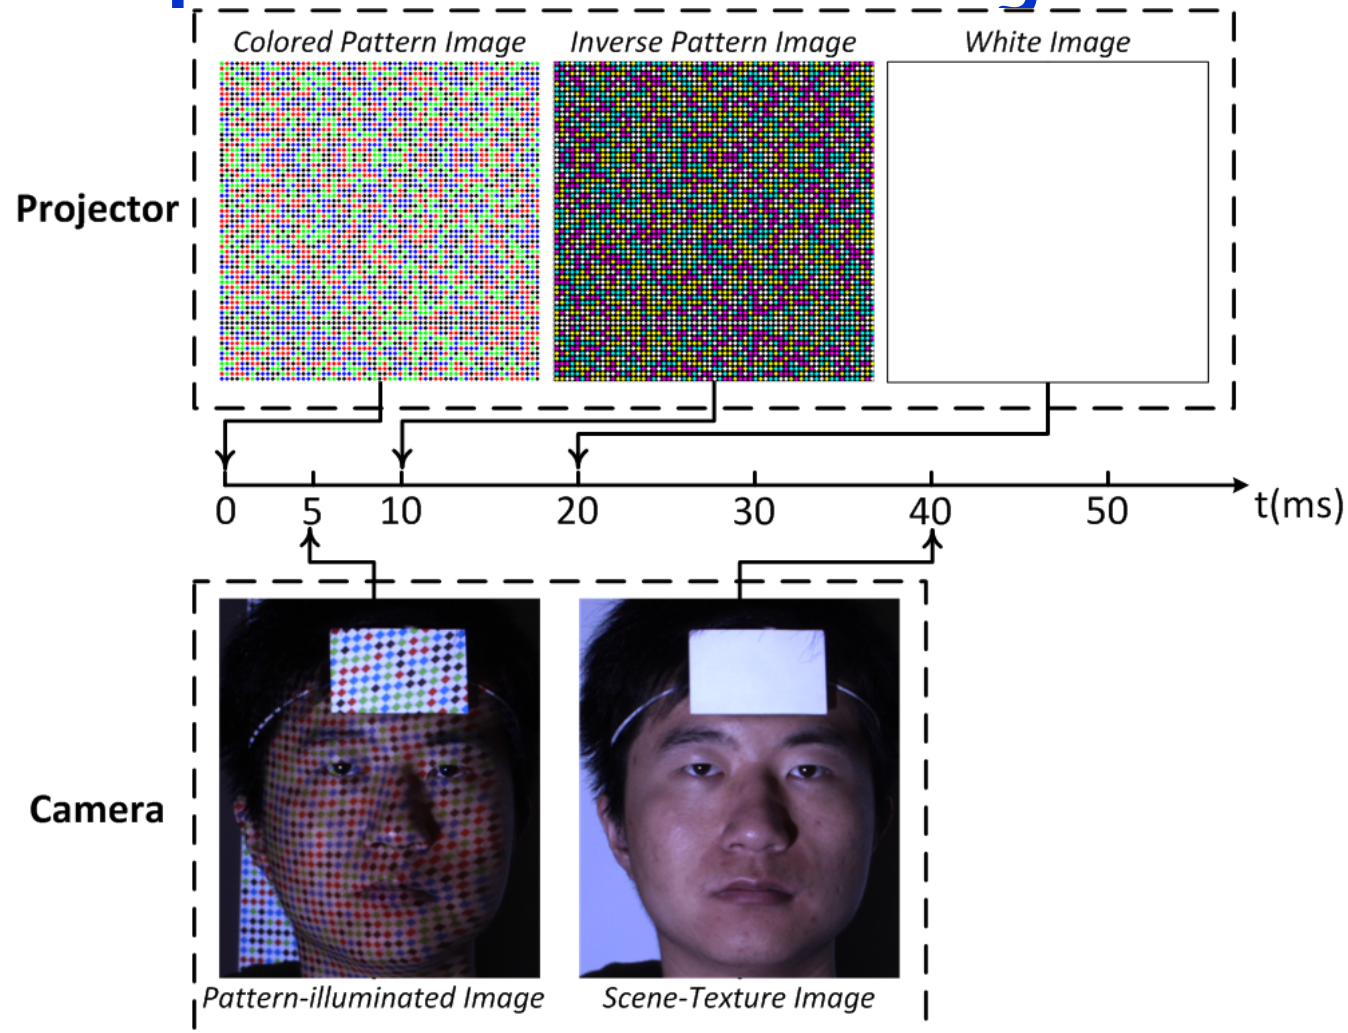 Colored Pattern Image
Inverse Pattern Image
White Image
Projector
0
5
10
20
30
40
50
t(ms)
Camera
Pattern-illuminated Image
Scene-Texture Image